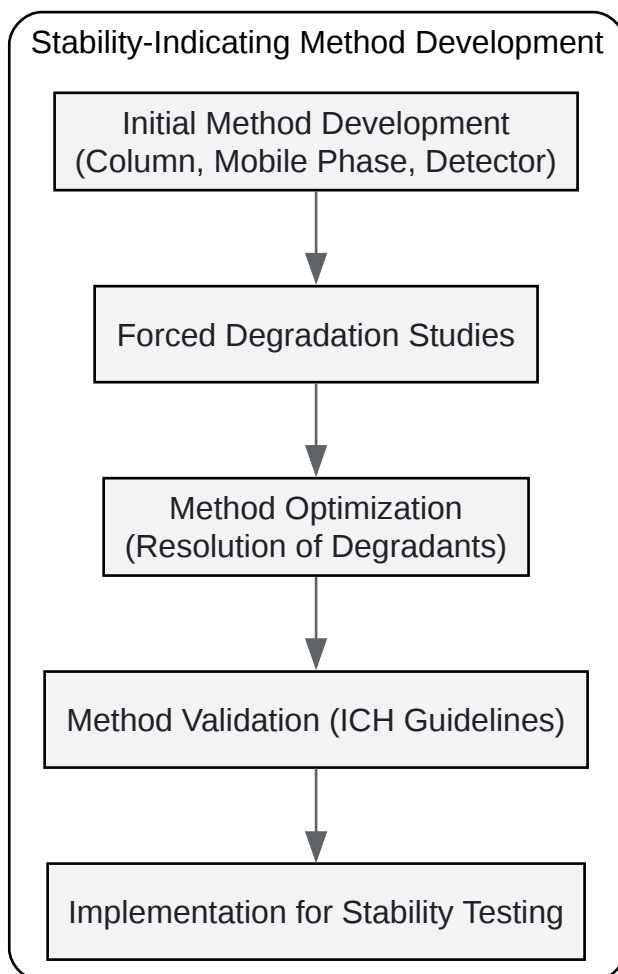 Stability-Indicating Method Development
Initial Method Development
(Column, Mobile Phase, Detector)
Forced Degradation Studies
Method Optimization
(Resolution of Degradants)
Method Validation (ICH Guidelines)
Implementation for Stability Testing